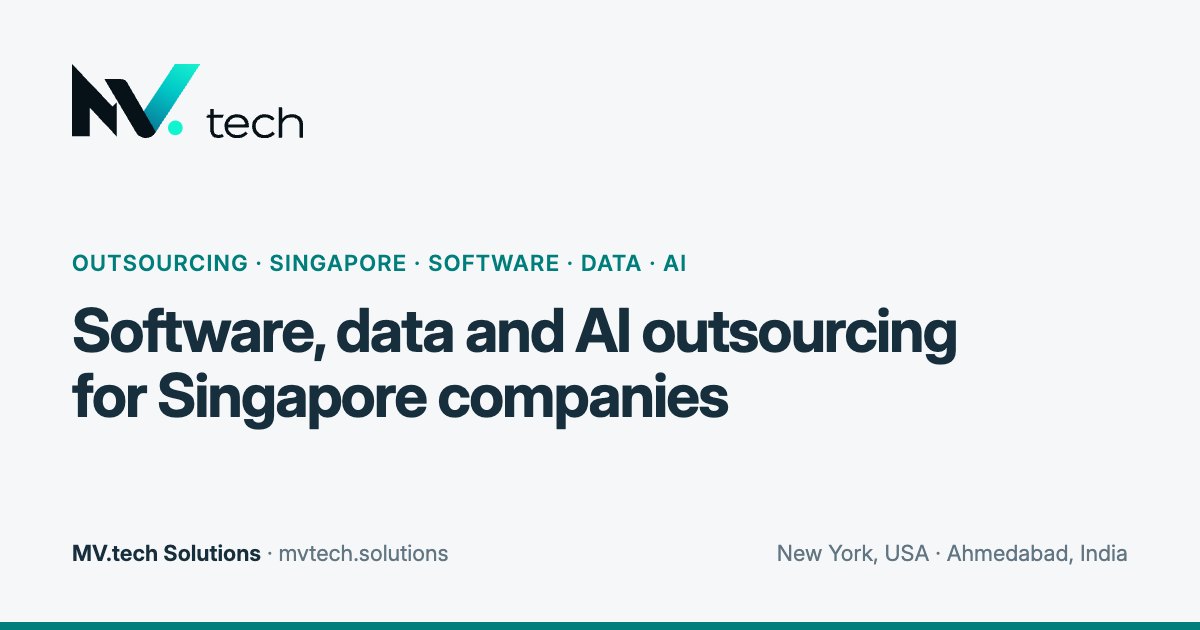 MV. tech
OUTSOURCING · SINGAPORE · SOFTWARE · DATA · AI
Software, data and AI outsourcing
for Singapore companies
MV.tech Solutions · mvtech.solutions
New York, USA · Ahmedabad, India